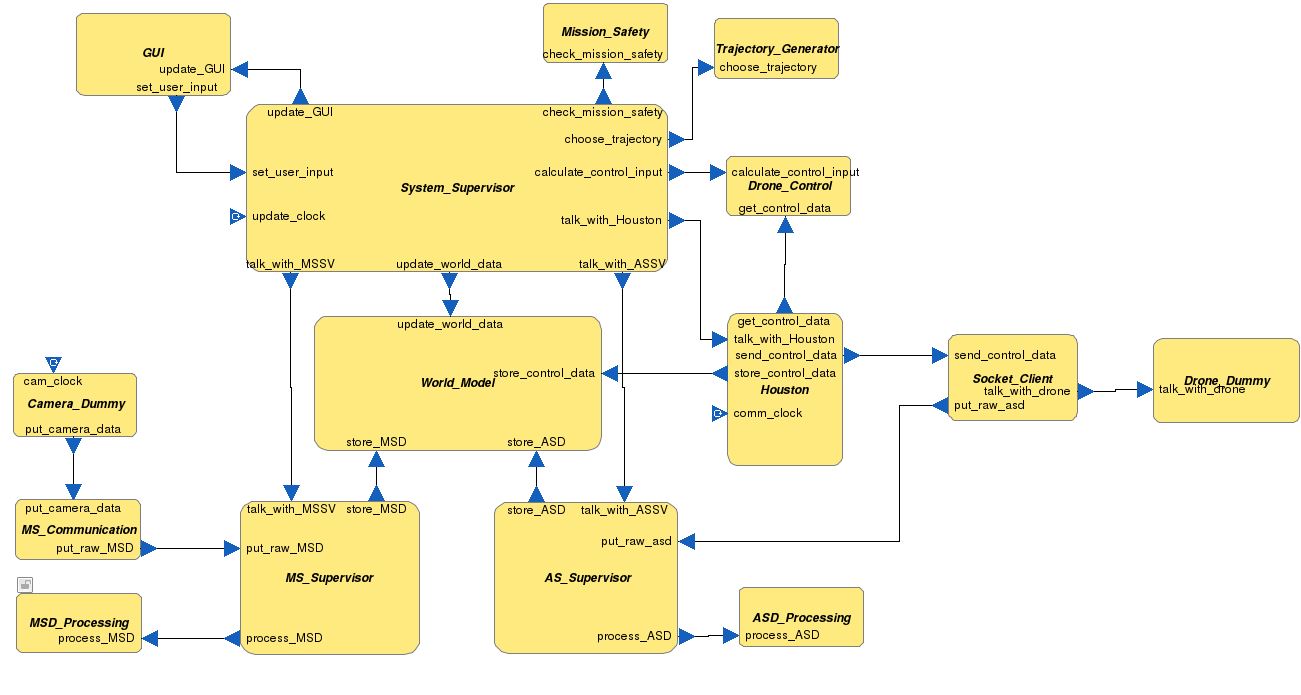 GUI
update_GUI
set_user_input
Mission_Safety
check_mission_safety
Trajectory_Generator
choose_trajectory
update_GUI
check_mission_safety
choose_trajectory
set_user_input
calculate_control_input
System_Supervisor
update_clock
talk_with_Houston
talk_with_MSSV
update_world_data
talk_with_ASSV
calculate_control_input
Drone_Control
get_control_data
update_world_data
store_control_data
World_Model
store_MSD
store_ASD
get_control_data
talk_with_Houston
send_control_data
store_control_data
Houston
comm_clock
send_control_data
Socket_Client
talk_with_drone
put_raw_asd
Drone_Dummy
talk_with_drone
cam_clock
Camera_Dummy
put_camera_data
put_camera_data
MS_Communication
put_raw_MSD
talk_with_MSSV
store_MSD
put_raw_MSD
MS_Supervisor
process_MSD
MSD_Processing
process_MSD
store_ASD
talk_with_ASSV
put_raw_asd
AS_Supervisor
process_ASD
ASD_Processing
process_ASD